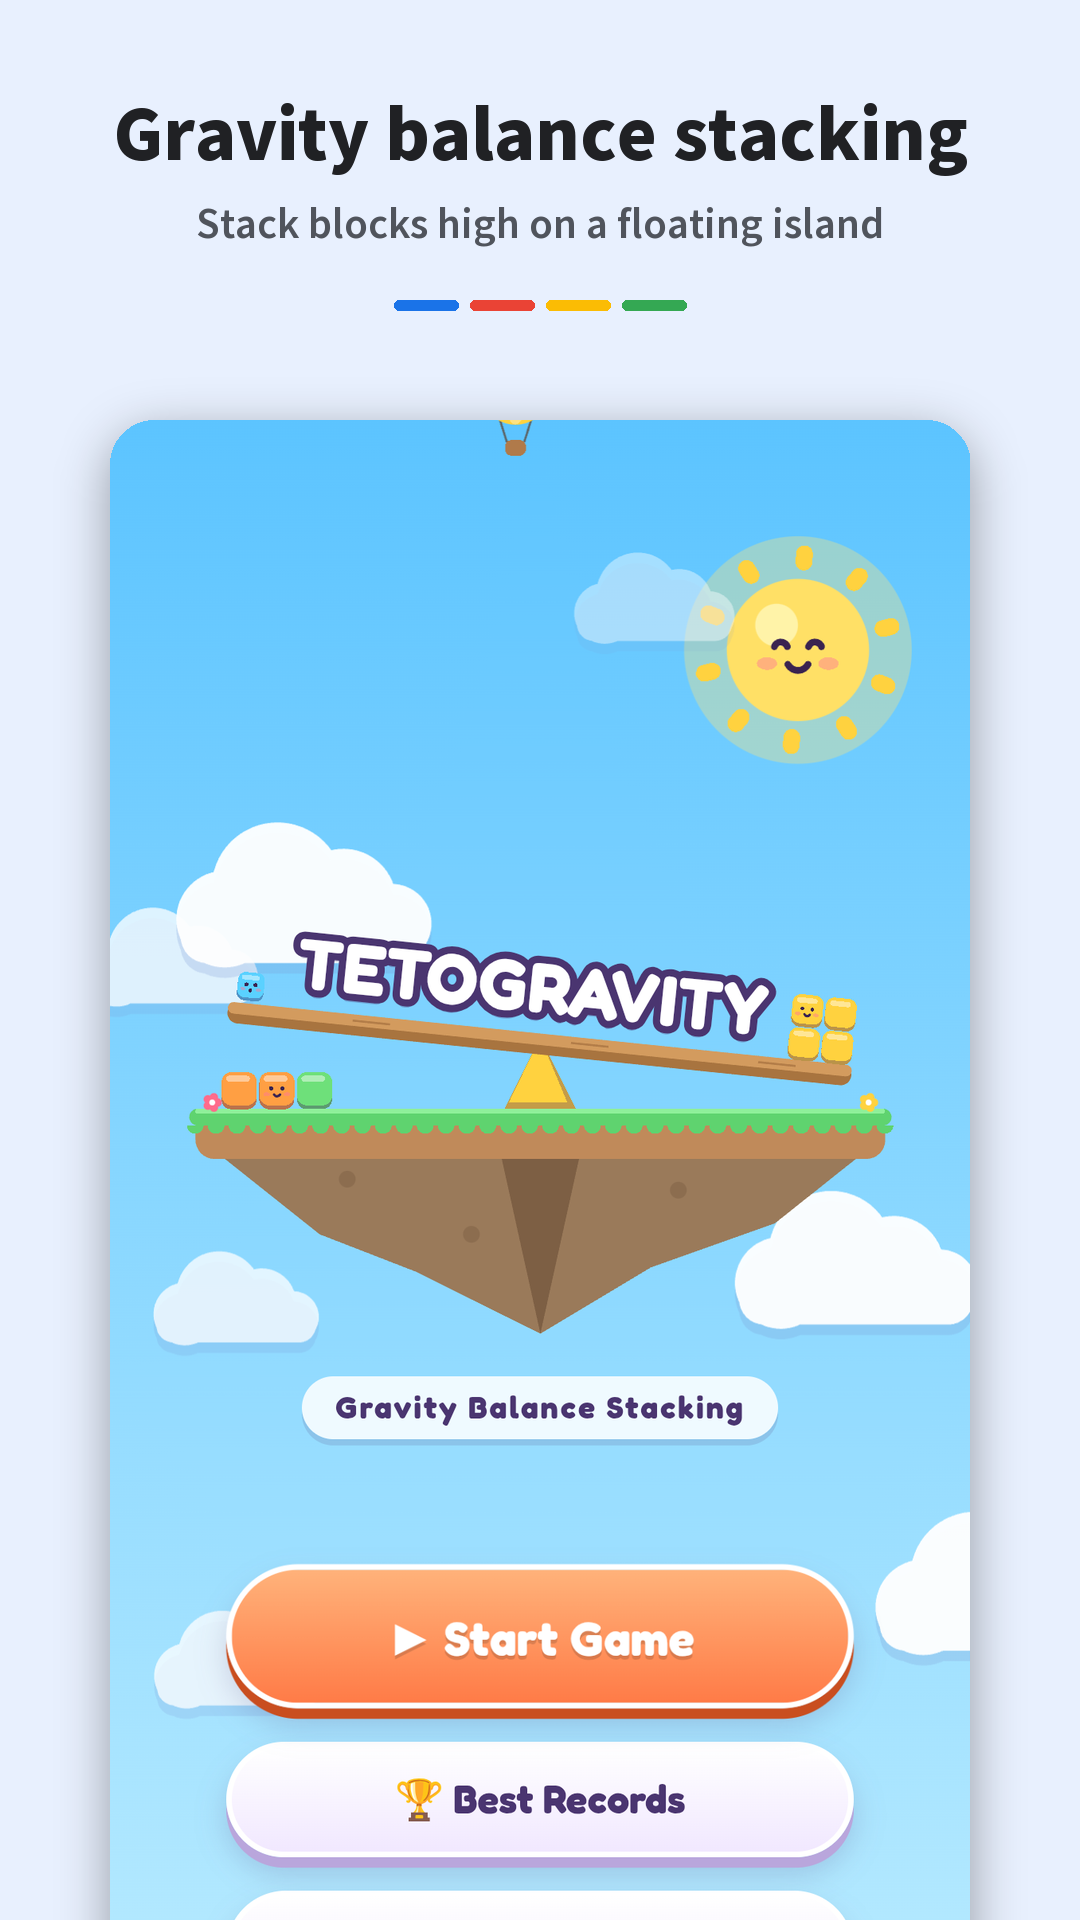 Gravity balance stacking
Stack blocks high on a floating island
TETOGRAVITY
Gravity Balance Stacking
Start Game
Best Records